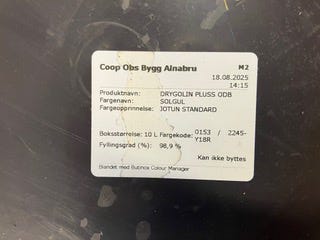 Coop Obs Bygg Alnabru M2
18.08.2025
14:15
Produktnavn: DRYGOLIN PLUSS ODB
Fargenavn: SOLGUL
Fargeopprinnelse: JOTUN STANDARD
Boksstørrelse: 10 L Fargekode: 0153 / 2245-
Y18R
Fyllingsgrad (%): 98,9 %
Kan ikke byttes
Blandet med Butinox Colour Manager